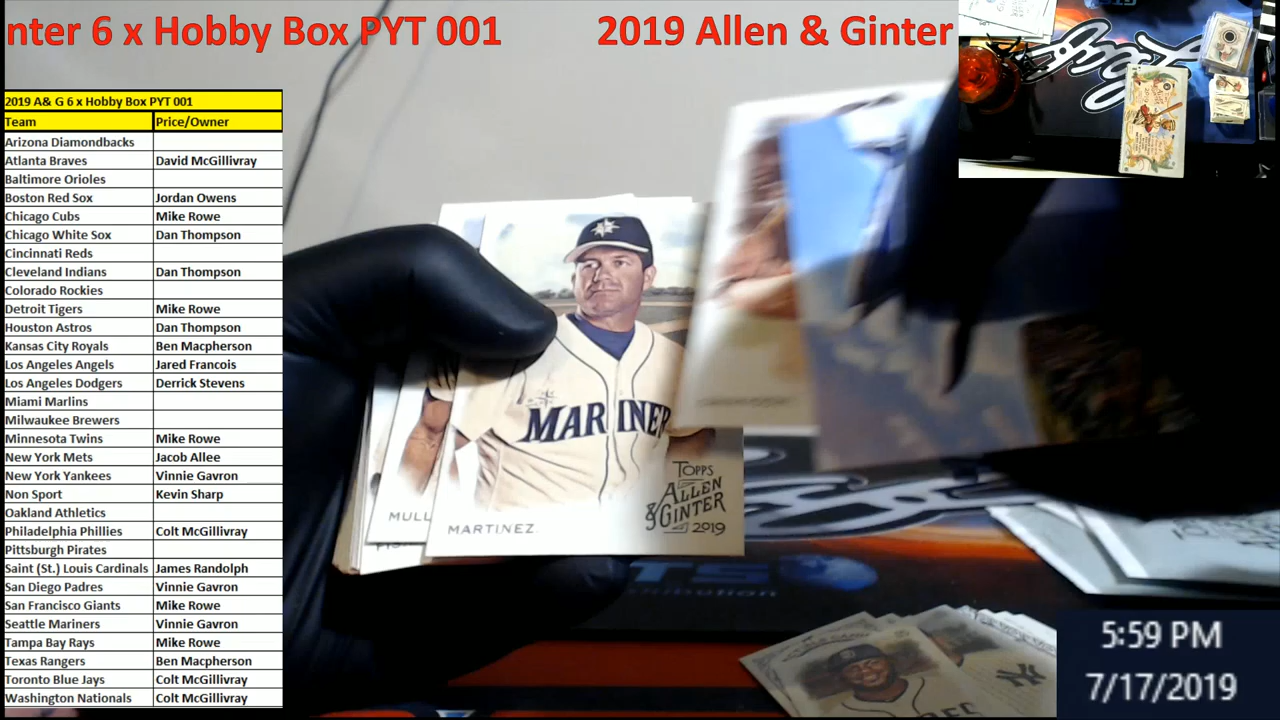 nter 6 x Hobby Box PYT 001 2019 Allen & Ginter
2019 A& G 6 x Hobby Box PYT 001
Team Price/Owner
Arizona Diamondbacks
Atlanta Braves David McGillivray
Baltimore Orioles
Boston Red Sox Jordan Owens
Chicago Cubs Mike Rowe
Chicago White Sox Dan Thompson
Cincinnati Reds
Cleveland Indians Dan Thompson
Colorado Rockies
Detroit Tigers Mike Rowe
Houston Astros Dan Thompson
Kansas City Royals Ben Macpherson
Los Angeles Angels Jared Francois
Los Angeles Dodgers Derrick Stevens
Miami Marlins
Milwaukee Brewers
Minnesota Twins Mike Rowe
New York Mets Jacob Allee
New York Yankees Vinnie Gavron
Non Sport Kevin Sharp
Oakland Athletics
Philadelphia Phillies Colt McGillivray
Pittsburgh Pirates
Saint (St.) Louis Cardinals James Randolph
San Diego Padres Vinnie Gavron
San Francisco Giants Mike Rowe
Seattle Mariners Vinnie Gavron
Tampa Bay Rays Mike Rowe
Texas Rangers Ben Macpherson
Toronto Blue Jays Colt McGillivray
Washington Nationals Colt McGillivray
MARINER
TOPPS
ALLEN
& GINTER
2019
MULL
MARTINEZ
NY
5:59 PM
7/17/2019